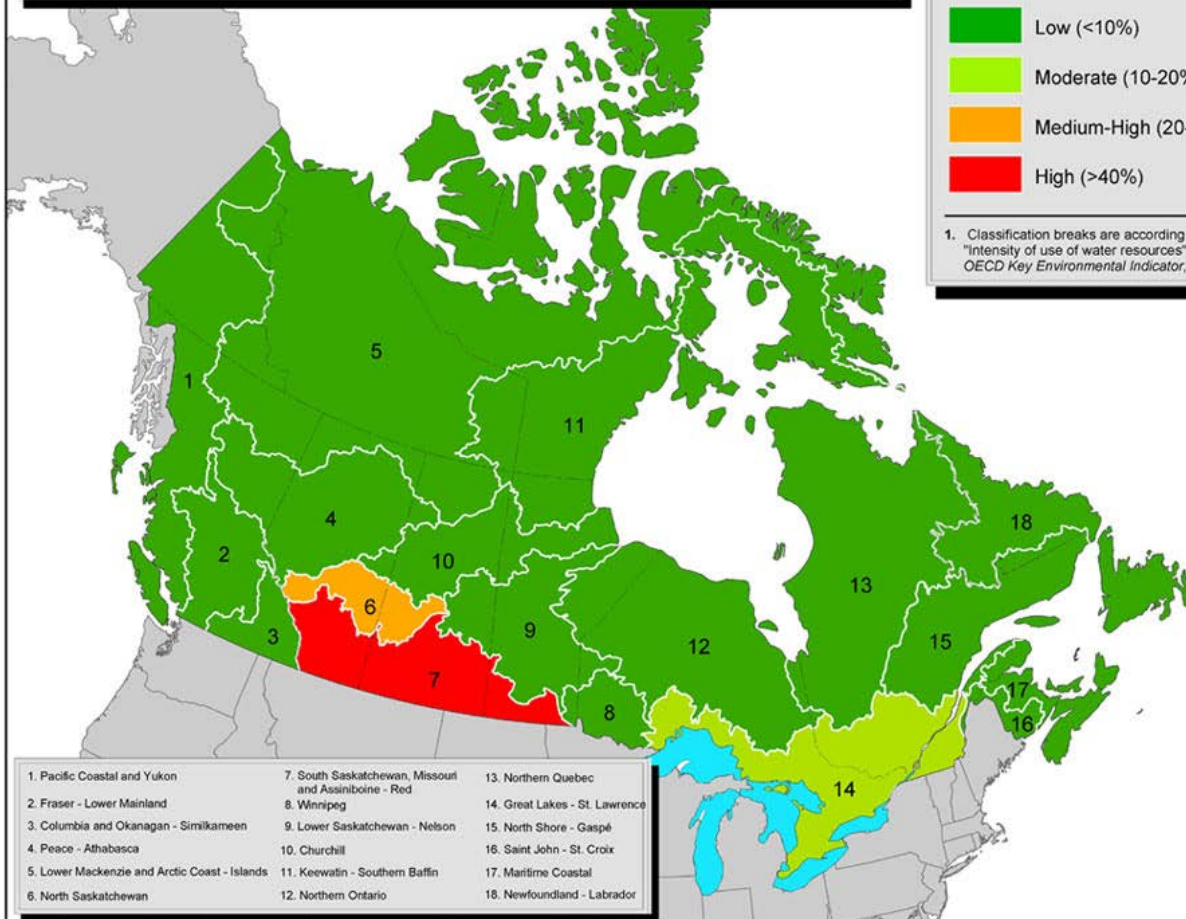 Low (<10%)
Moderate (10-20%
Medium-High (20-
High (>40%)
1. Classification breaks are according
"Intensity of use of water resources"
OECD Key Environmental Indicator,
5
1
11
4
18
2
10
13
6
9
3
12
15
7
17
8
16
14
1. Pacific Coastal and Yukon
2. Fraser - Lower Mainland
3. Columbia and Okanagan - Similkameen
4. Peace - Athabasca
5. Lower Mackenzie and Arctic Coast - Islands
6. North Saskatchewan
7. South Saskatchewan, Missouri
and Assiniboine - Red
8. Winnipeg
9. Lower Saskatchewan - Nelson
10. Churchill
11. Keewatin - Southern Baffin
12. Northern Ontario
13. Northern Quebec
14. Great Lakes - St. Lawrence
15. North Shore - Gaspé
16. Saint John - St. Croix
17. Maritime Coastal
18. Newfoundland - Labrador